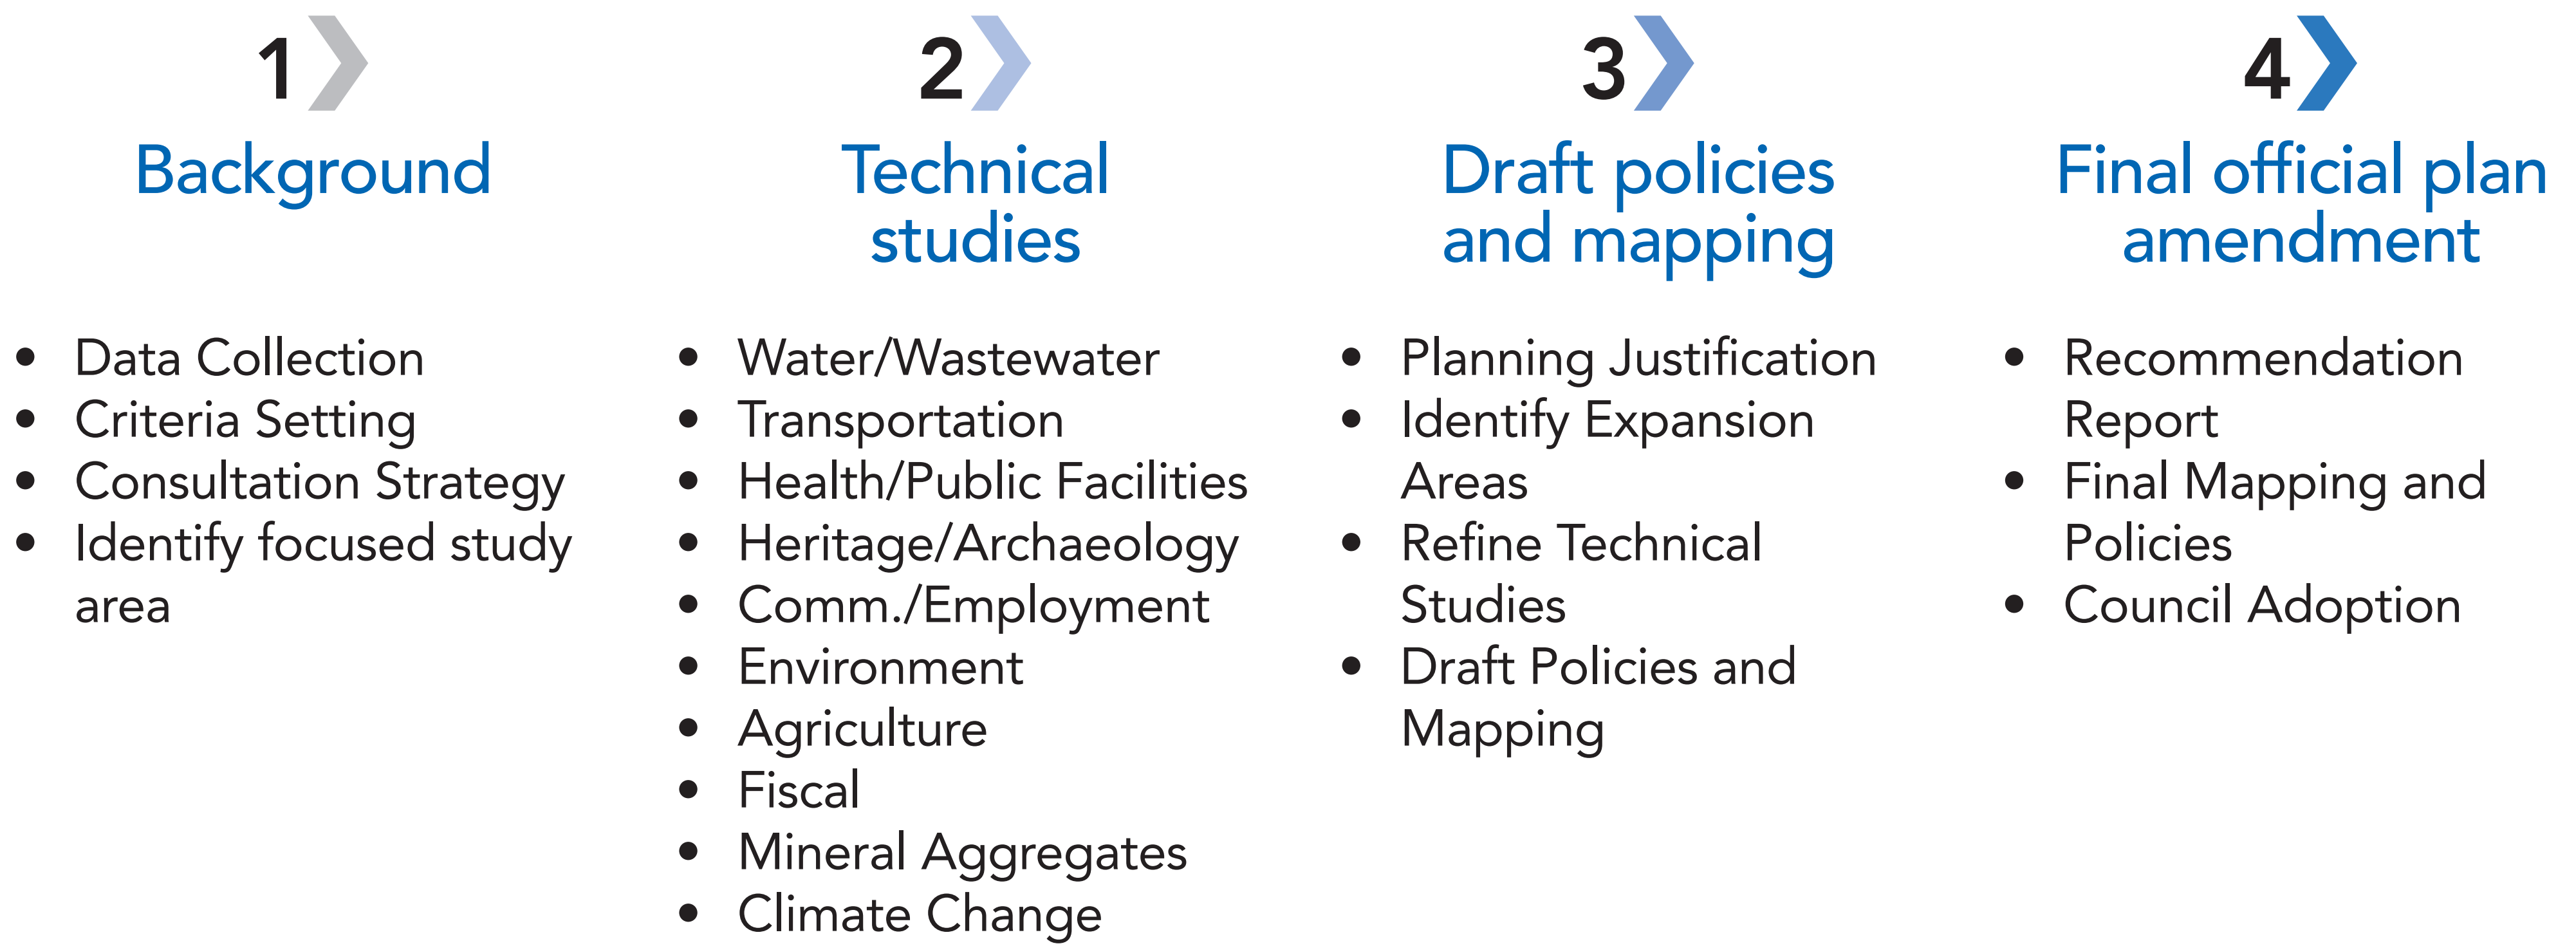 1
Background
• Data Collection
• Criteria Setting
• Consultation Strategy
• Identify focused study
area
2
Technical
studies
• Water/Wastewater
• Transportation
• Health/Public Facilities
• Heritage/Archaeology
• Comm./Employment
• Environment
• Agriculture
• Fiscal
• Mineral Aggregates
• Climate Change
3
Draft policies
and mapping
• Planning Justification
• Identify Expansion
Areas
• Refine Technical
Studies
• Draft Policies and
Mapping
4
Final official plan
amendment
• Recommendation
Report
• Final Mapping and
Policies
• Council Adoption